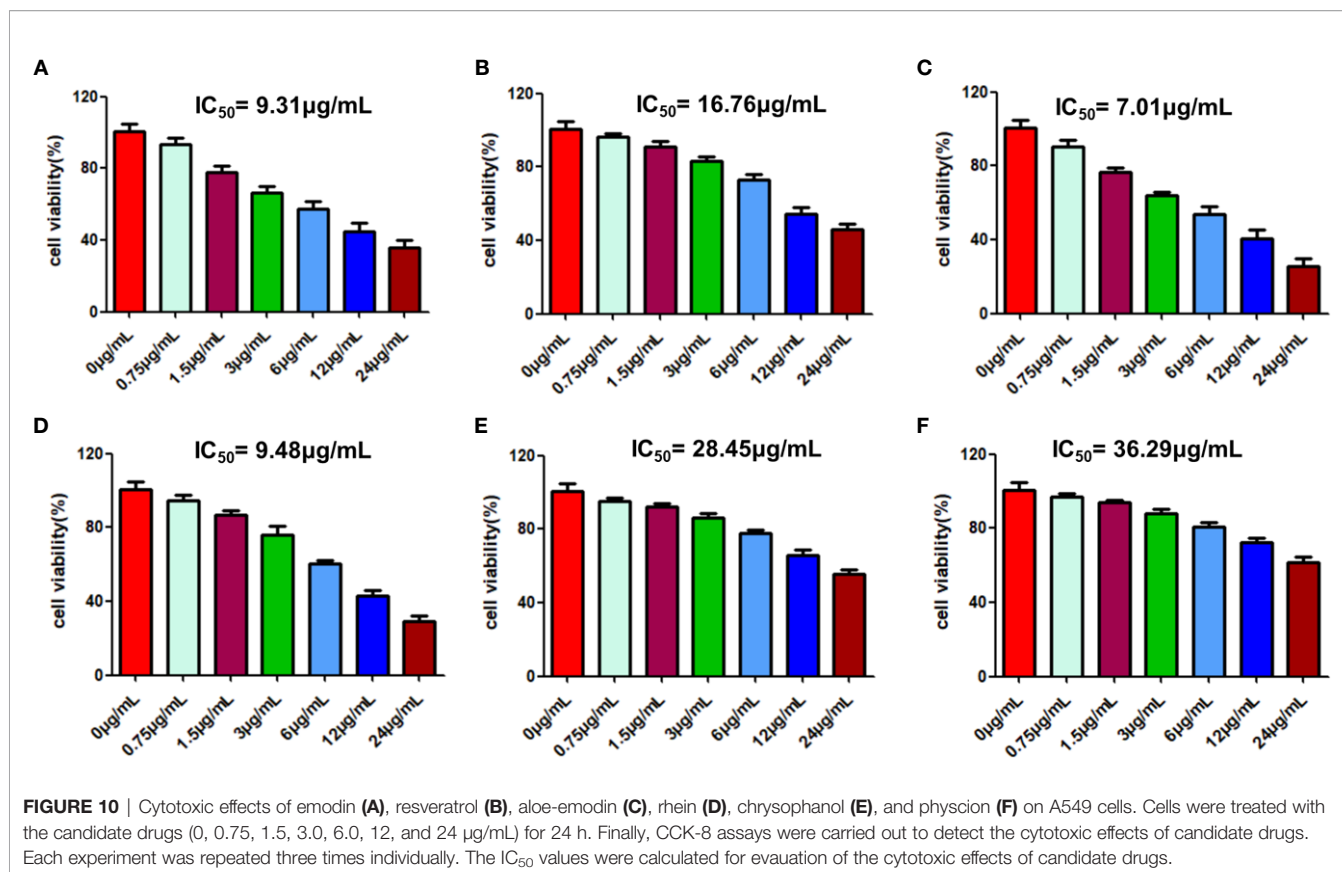 A
IC50= 9.31µg/mL
cell viability(%)
120
80
40
0
0µg/mL
0.75µg/mL
1.5µg/mL
3µg/mL
6µg/mL
12µg/mL
24µg/mL
B
IC50= 16.76µg/mL
cell viability(%)
120
80
40
0
0µg/mL
0.75µg/mL
1.5µg/mL
3µg/mL
6µg/mL
12µg/mL
24µg/mL
C
IC50= 7.01µg/mL
cell viability(%)
120
80
40
0
0µg/mL
0.75µg/mL
1.5µg/mL
3µg/mL
6µg/mL
12µg/mL
24µg/mL
D
IC50= 9.48µg/mL
cell viability(%)
120
80
40
0
0µg/mL
0.75µg/mL
1.5µg/mL
3µg/mL
6µg/mL
12µg/mL
24µg/mL
E
IC50= 28.45µg/mL
cell viability(%)
120
80
40
0
0µg/mL
0.75µg/mL
1.5µg/mL
3µg/mL
6µg/mL
12µg/mL
24µg/mL
F
IC50= 36.29µg/mL
cell viability(%)
120
80
40
0
0µg/mL
0.75µg/mL
1.5µg/mL
3µg/mL
6µg/mL
12µg/mL
24µg/mL
FIGURE 10 | Cytotoxic effects of emodin (A), resveratrol (B), aloe-emodin (C), rhein (D), chrysophanol (E), and physcion (F) on A549 cells. Cells were treated with
the candidate drugs (0, 0.75, 1.5, 3.0, 6.0, 12, and 24 µg/mL) for 24 h. Finally, CCK-8 assays were carried out to detect the cytotoxic effects of candidate drugs.
Each experiment was repeated three times individually. The IC50 values were calculated for evauation of the cytotoxic effects of candidate drugs.